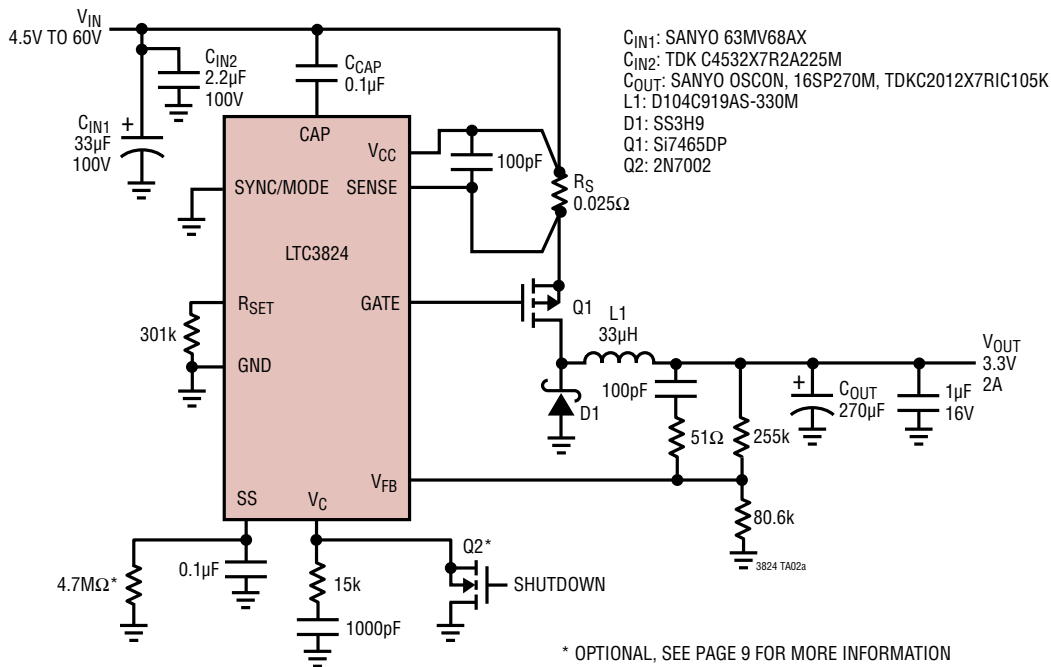 VIN
4.5V TO 60V
CIN2
2.2µF
100V
CIN1
33µF
100V
+
CCAP
0.1µF
CIN1: SANYO 63MV68AX
CIN2: TDK C4532X7R2A225M
COUT: SANYO OSCON, 16SP270M, TDKC2012X7RIC105K
L1: D104C919AS-330M
D1: SS3H9
Q1: Si7465DP
Q2: 2N7002
CAP
VCC
SYNC/MODE
SENSE
LTC3824
RSET
GATE
GND
VFB
SS
VC
100pF
RS
0.025Ω
301k
Q1
L1
33µH
D1
100pF
51Ω
255k
80.6k
+
COUT
270µF
1µF
16V
VOUT
3.3V
2A
3824 TA02a
4.7MΩ*
0.1µF
15k
1000pF
Q2*
SHUTDOWN
* OPTIONAL, SEE PAGE 9 FOR MORE INFORMATION